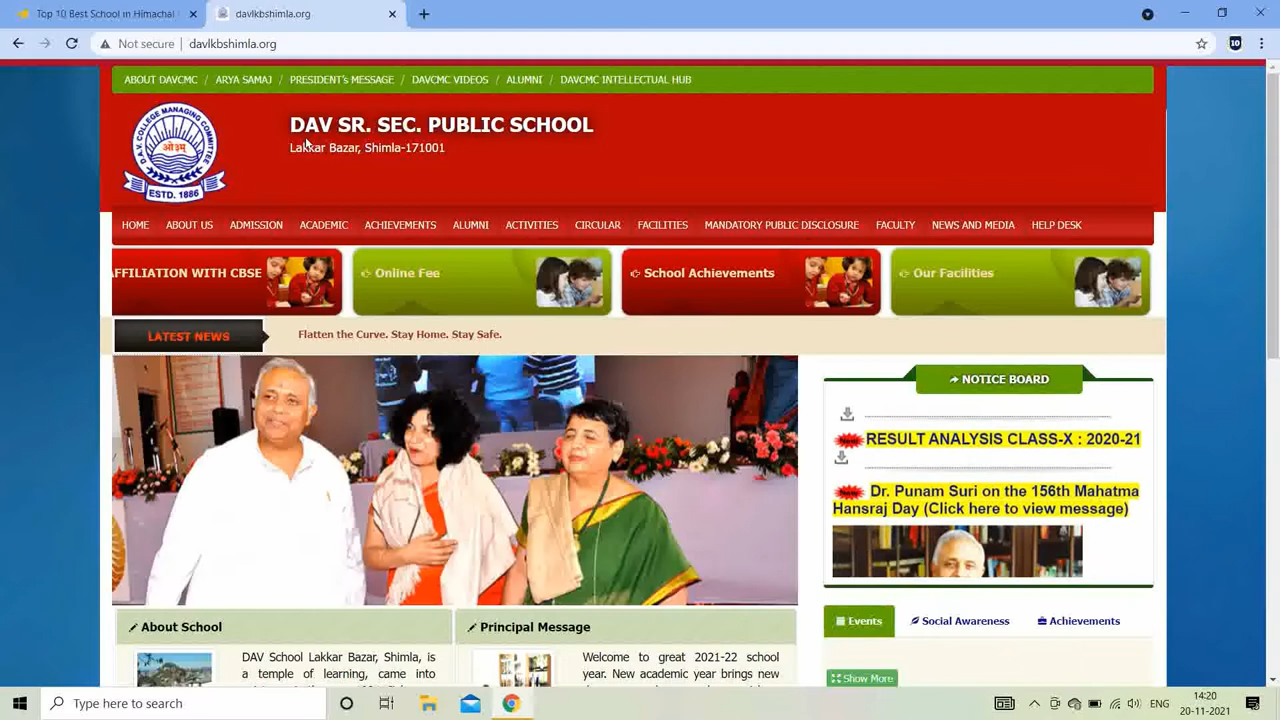 Top 10 Best School in Himachal
davlkbshimla.org
Not secure | davlkbshimla.org
ABOUT DAVCMC / ARYA SAMAJ / PRESIDENT's MESSAGE / DAVCMC VIDEOS / ALUMNI / DAVCMC INTELLECTUAL HUB
D.A.V. COLLEGE MANAGING COMMITTEE
ओ३म्
ESTD. 1886
DAV SR. SEC. PUBLIC SCHOOL
Lakkar Bazar, Shimla-171001
HOME ABOUT US ADMISSION ACADEMIC ACHIEVEMENTS ALUMNI ACTIVITIES CIRCULAR FACILITIES MANDATORY PUBLIC DISCLOSURE FACULTY NEWS AND MEDIA HELP DESK
AFFILIATION WITH CBSE
Online Fee
School Achievements
Our Facilities
LATEST NEWS
Flatten the Curve. Stay Home. Stay Safe.
NOTICE BOARD
New RESULT ANALYSIS CLASS-X : 2020-21
New Dr. Punam Suri on the 156th Mahatma
Hansraj Day (Click here to view message)
Events Social Awareness Achievements
Show More
About School
DAV School Lakkar Bazar, Shimla, is
a temple of learning, came into
Principal Message
Welcome to great 2021-22 school
year. New academic year brings new
Type here to search
ENG
14:20
20-11-2021